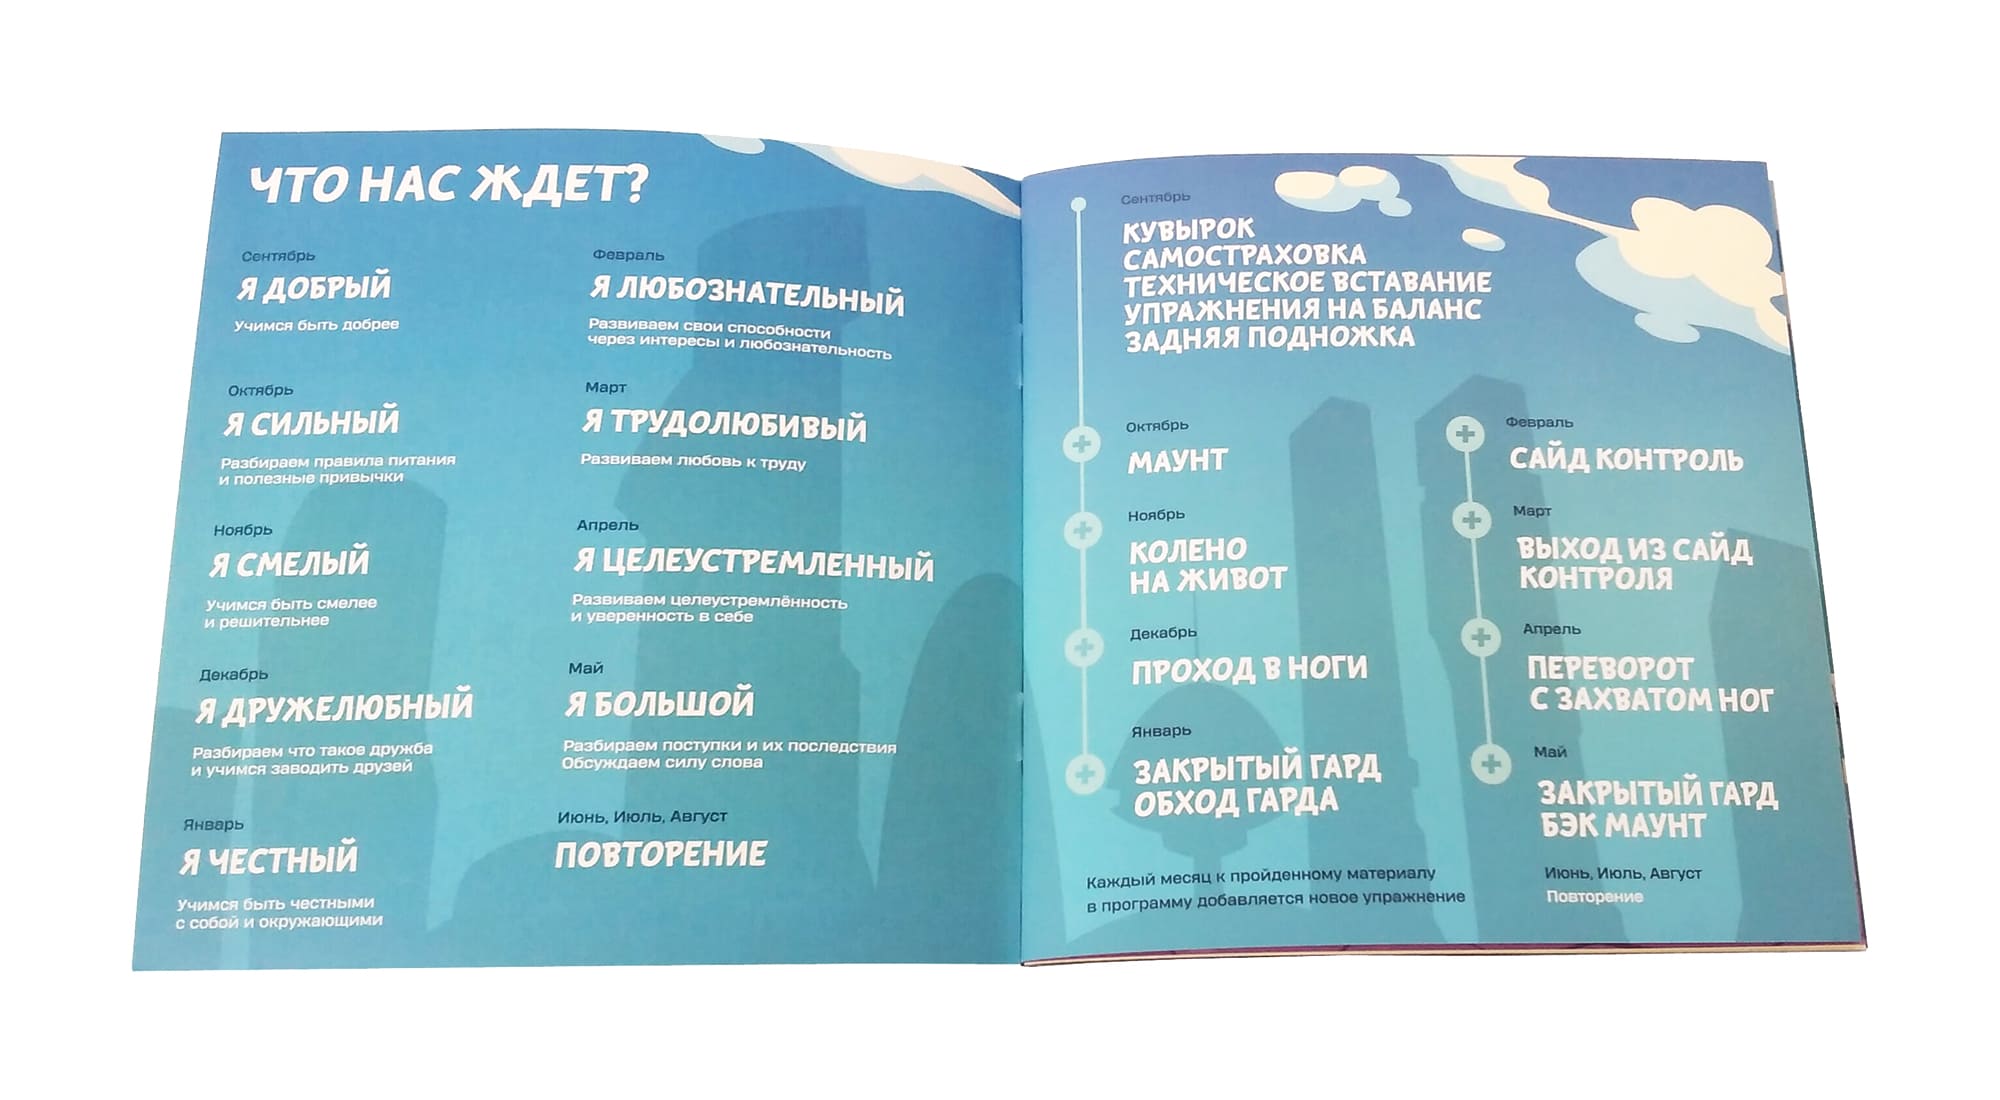 ЧТО НАС ЖДЕТ?
Сентябрь
Я ДОБРЫЙ
Учимся быть добрее
Октябрь
Я СИЛЬНЫЙ
Разбираем правила питания
и полезные привычки
Ноябрь
Я СМЕЛЫЙ
Учимся быть смелее
и решительнее
Декабрь
Я ДРУЖЕЛЮБНЫЙ
Разбираем что такое дружба
и учимся заводить друзей
Январь
Я ЧЕСТНЫЙ
Учимся быть честными
с собой и окружающими
Февраль
Я ЛЮБОЗНАТЕЛЬНЫЙ
Развиваем свои способности
через интересы и любознательность
Март
Я ТРУДОЛЮБИВЫЙ
Развиваем любовь к труду
Апрель
Я ЦЕЛЕУСТРЕМЛЕННЫЙ
Развиваем целеустремлённость
и уверенность в себе
Май
Я БОЛЬШОЙ
Разбираем поступки и их последствия
Обсуждаем силу слова
Июнь, Июль, Август
ПОВТОРЕНИЕ
Сентябрь
КУВЫРОК
САМОСТРАХОВКА
ТЕХНИЧЕСКОЕ ВСТАВАНИЕ
УПРАЖНЕНИЯ НА БАЛАНС
ЗАДНЯЯ ПОДНОЖКА
Октябрь
МАУНТ
Ноябрь
КОЛЕНО
НА ЖИВОТ
Декабрь
ПРОХОД В НОГИ
Январь
ЗАКРЫТЫЙ ГАРД
ОБХОД ГАРДА
Каждый месяц к пройденному материалу
в программу добавляется новое упражнение
Февраль
САЙД КОНТРОЛЬ
Март
ВЫХОД ИЗ САЙД
КОНТРОЛЯ
Апрель
ПЕРЕВОРОТ
С ЗАХВАТОМ НОГ
Май
ЗАКРЫТЫЙ ГАРД
БЭК МАУНТ
Июнь, Июль, Август
Повторение